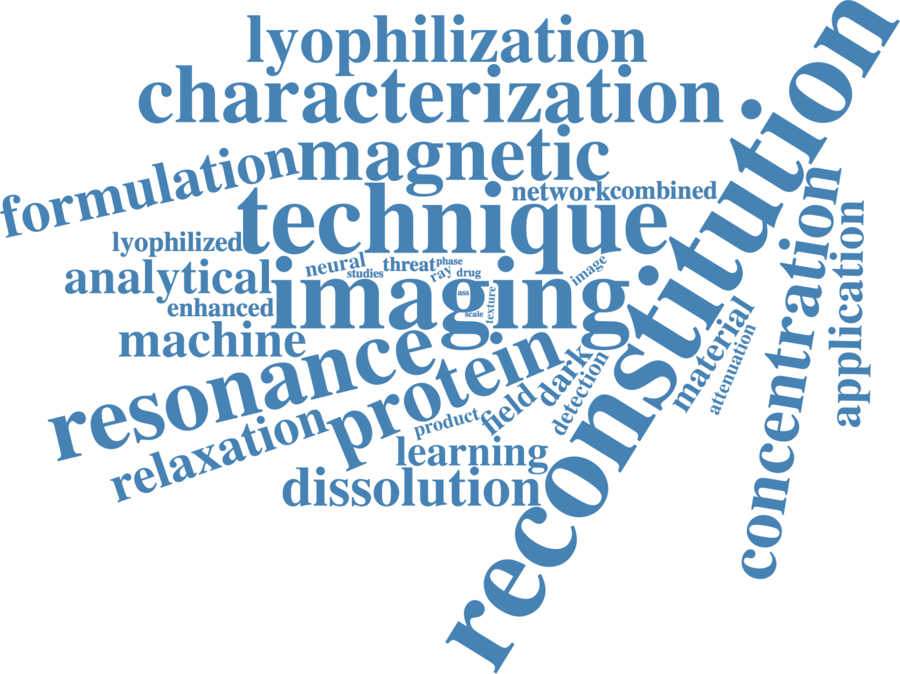 lyophilization
characterization
magnetic
formulation
technique
network
combined
lyophilized
neural
studies
threat
phase
ray
drug
image
analytical
imaging
ass
scale
texture
enhanced
machine
resonance
protein
dark
field
detection
product
relaxation
learning
dissolution
reconstitution
material
attenuation
concentration
application